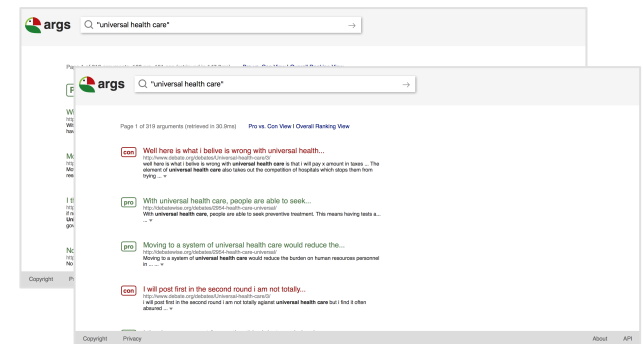 args
"universal health care"
→
args
"universal health care"
→
Page 1 of 319 arguments (retrieved in 30.9ms) Pro vs. Con View I Overall Ranking View
con
Well here is what i belive is wrong with universal health...
http://www.debate.org/debates/Universal-health-care/3/
well here is what i belive is wrong with universal health care is that i will pay x amount in taxes ... The
element of universal health care also takes out the competition of hospitals which stops them from
trying ...
pro
With universal health care, people are able to seek...
http://debatewise.org/debates/2954-health-care-universal/
With universal health care, people are able to seek preventive treatment. This means having tests a...
...
pro
Moving to a system of universal health care would reduce the...
http://debatewise.org/debates/2954-health-care-universal/
Moving to a system of universal health care would reduce the burden on human resources personnel
in ... ...
con
I will post first in the second round i am not totally...
http://www.debate.org/debates/Universal-health-care/3/
i will post first in the second round i am not totally against universal health care but i find it often
absured ...
Copyright Privacy About API
Copyright